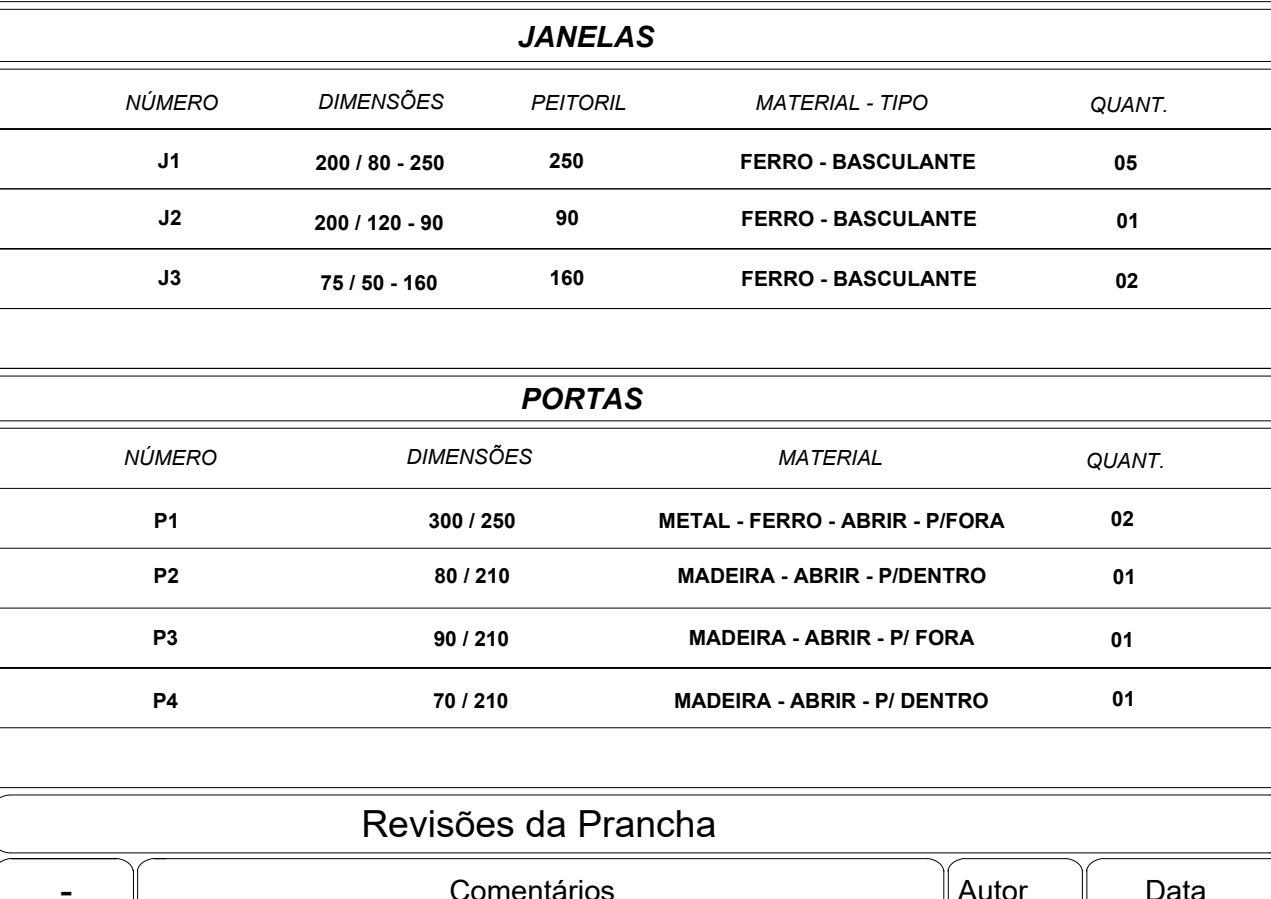 JANELAS
NÚMERO DIMENSÕES PEITORIL MATERIAL - TIPO QUANT.
J1 200 / 80 - 250 250 FERRO - BASCULANTE 05
J2 200 / 120 - 90 90 FERRO - BASCULANTE 01
J3 75 / 50 - 160 160 FERRO - BASCULANTE 02
PORTAS
NÚMERO DIMENSÕES MATERIAL QUANT.
P1 300 / 250 METAL - FERRO - ABRIR - P/FORA 02
P2 80 / 210 MADEIRA - ABRIR - P/DENTRO 01
P3 90 / 210 MADEIRA - ABRIR - P/ FORA 01
P4 70 / 210 MADEIRA - ABRIR - P/ DENTRO 01
Revisões da Prancha
- Comentários Autor Data